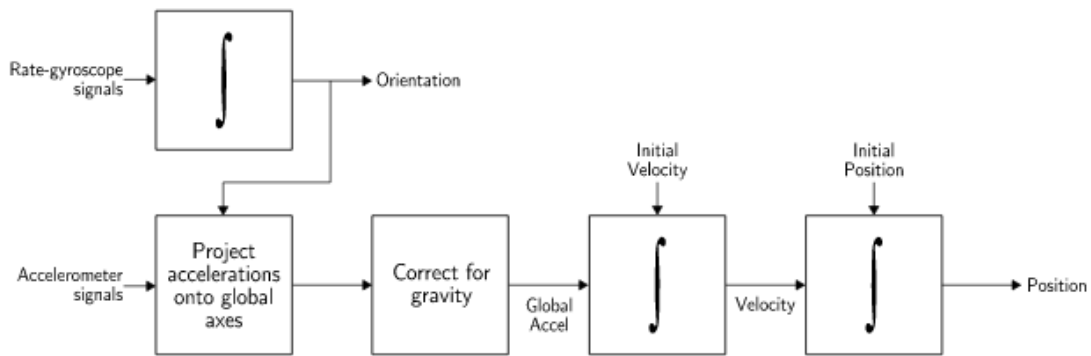 Rate-gyroscope
signals
∫
Orientation
Initial
Velocity
Initial
Position
Accelerometer
signals
Project
accelerations
onto global
axes
Correct for
gravity
Global
Accel
∫
Velocity
∫
Position